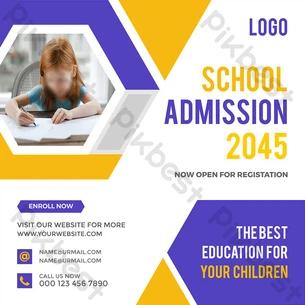 LOGO
SCHOOL
ADMISSION
2045
NOW OPEN FOR REGISTATION
ENROLL NOW
VISIT OUR WEBSITE FOR MORE
WWW.YOURWEBSITE.COM
NAME@URMAIL.COM
NAME@URMAIL.COM
CALL US NOW
000 123 456 7890
THE BEST
EDUCATION FOR
YOUR CHILDREN
pikbest